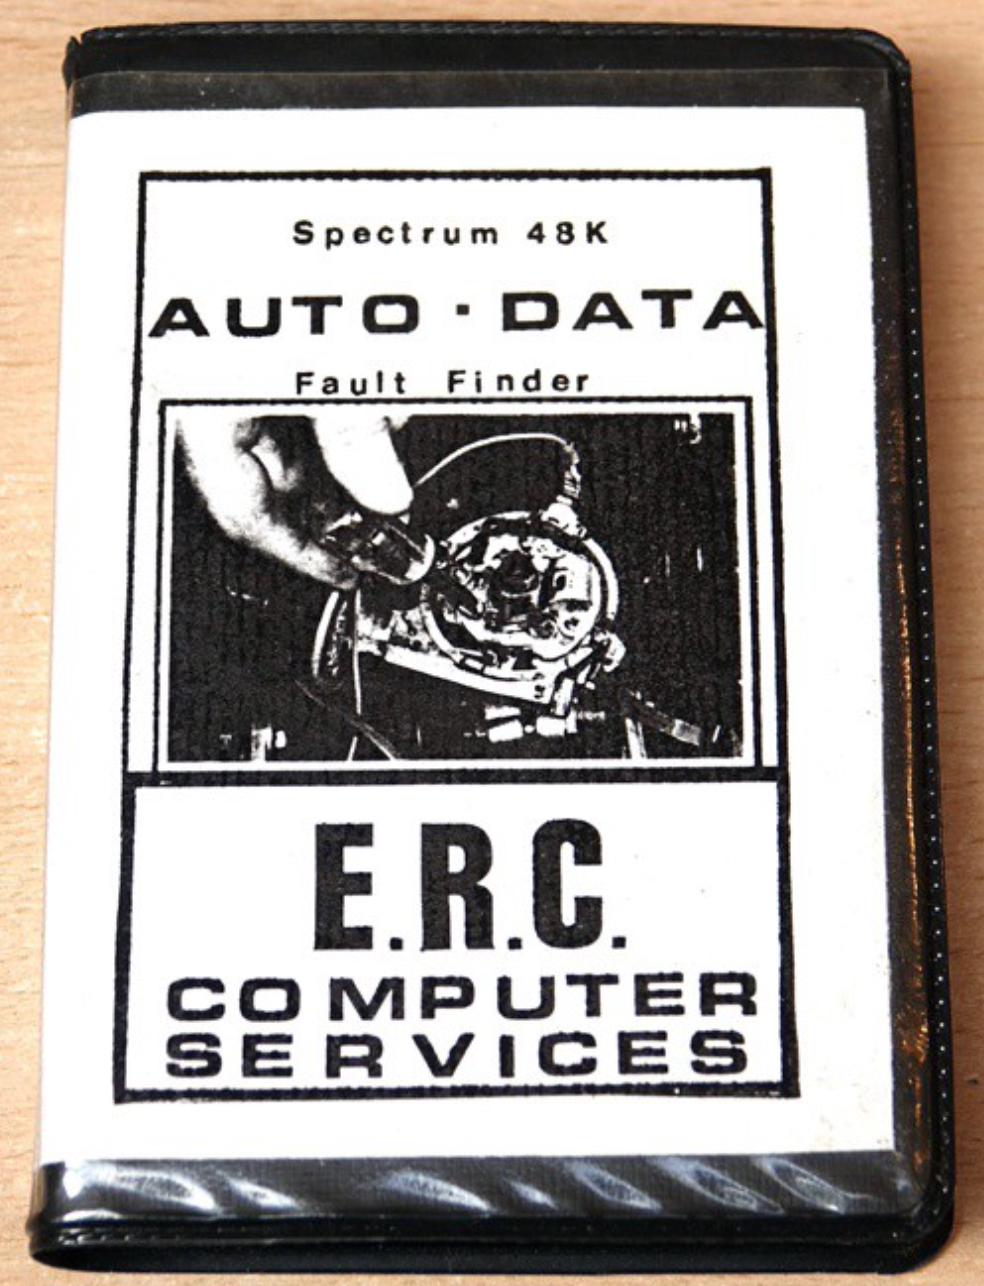 Spectrum 48K
AUTO·DATA
Fault Finder
E.R.C.
COMPUTER
SERVICES